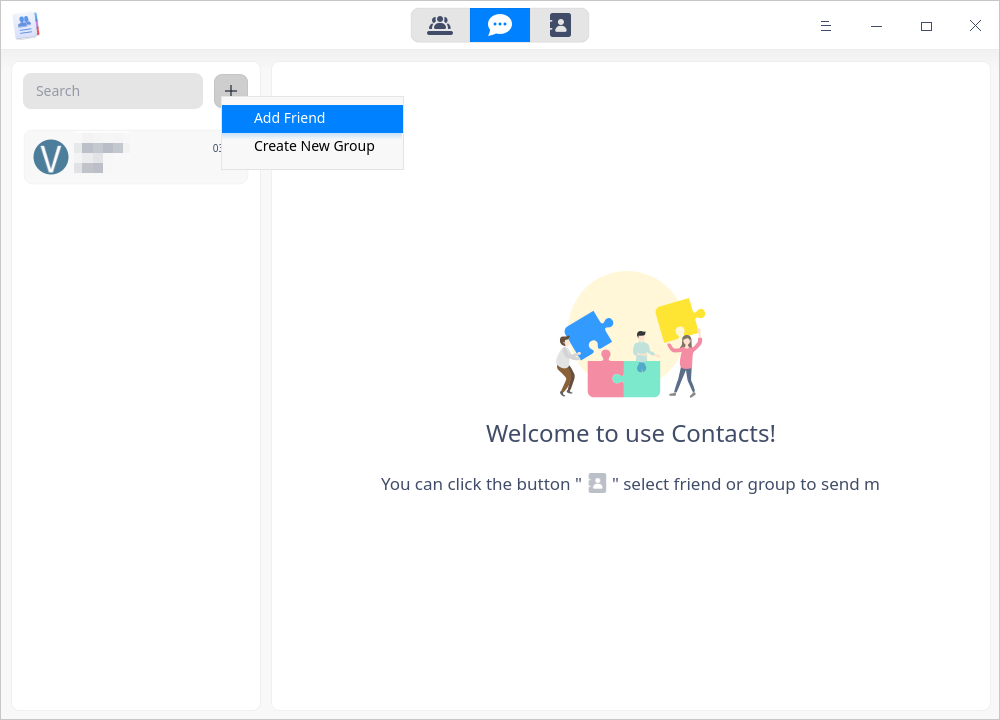 Search
Add Friend
Create New Group
V
Welcome to use Contacts!
You can click the button " " select friend or group to send m